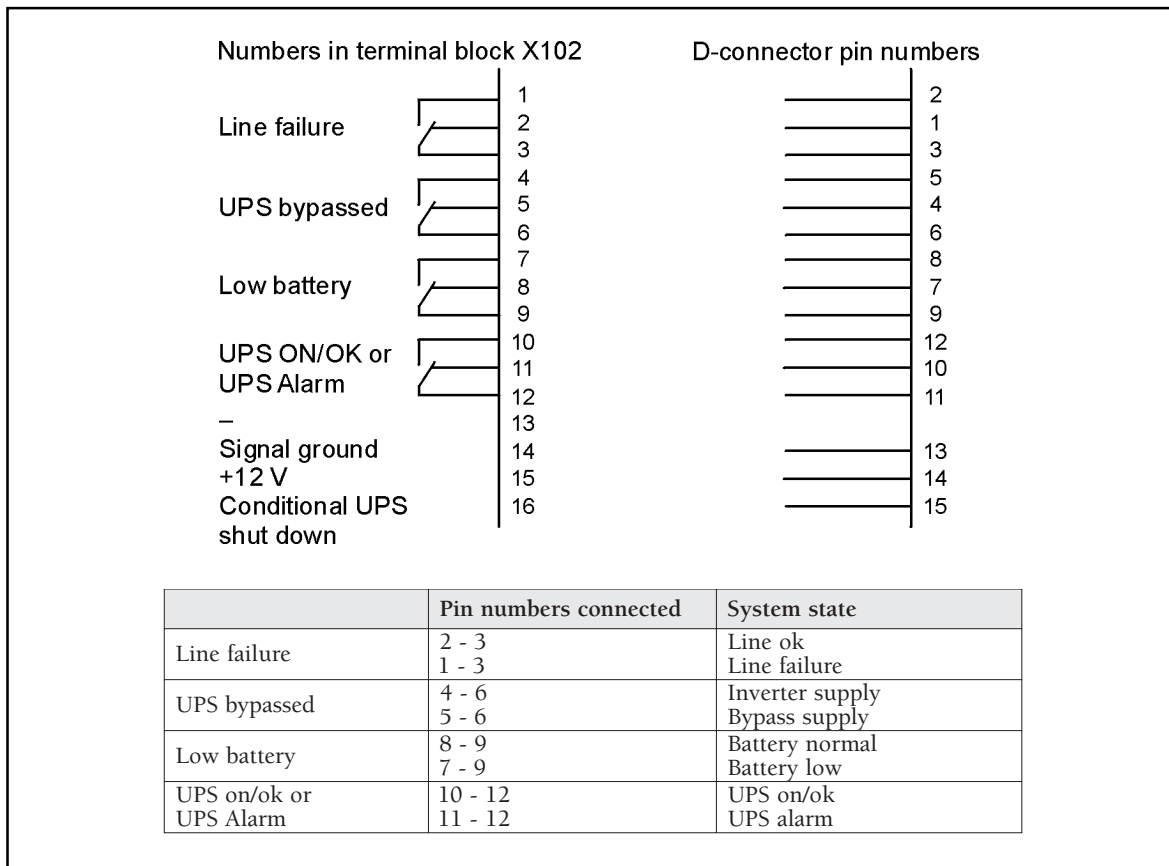 Numbers in terminal block X102
D-connector pin numbers
1
2
Line failure
2
1
3
3
4
5
UPS bypassed
5
4
6
6
7
8
Low battery
8
7
9
9
10
12
UPS ON/OK or
UPS Alarm
11
10
12
11
–
13
Signal ground
14
13
+12 V
15
14
Conditional UPS
shut down
16
15
Pin numbers connected
System state
Line failure
2 - 3
Line ok
1 - 3
Line failure
UPS bypassed
4 - 6
Inverter supply
5 - 6
Bypass supply
Low battery
8 - 9
Battery normal
7 - 9
Battery low
UPS on/ok or
10 - 12
UPS on/ok
UPS Alarm
11 - 12
UPS alarm